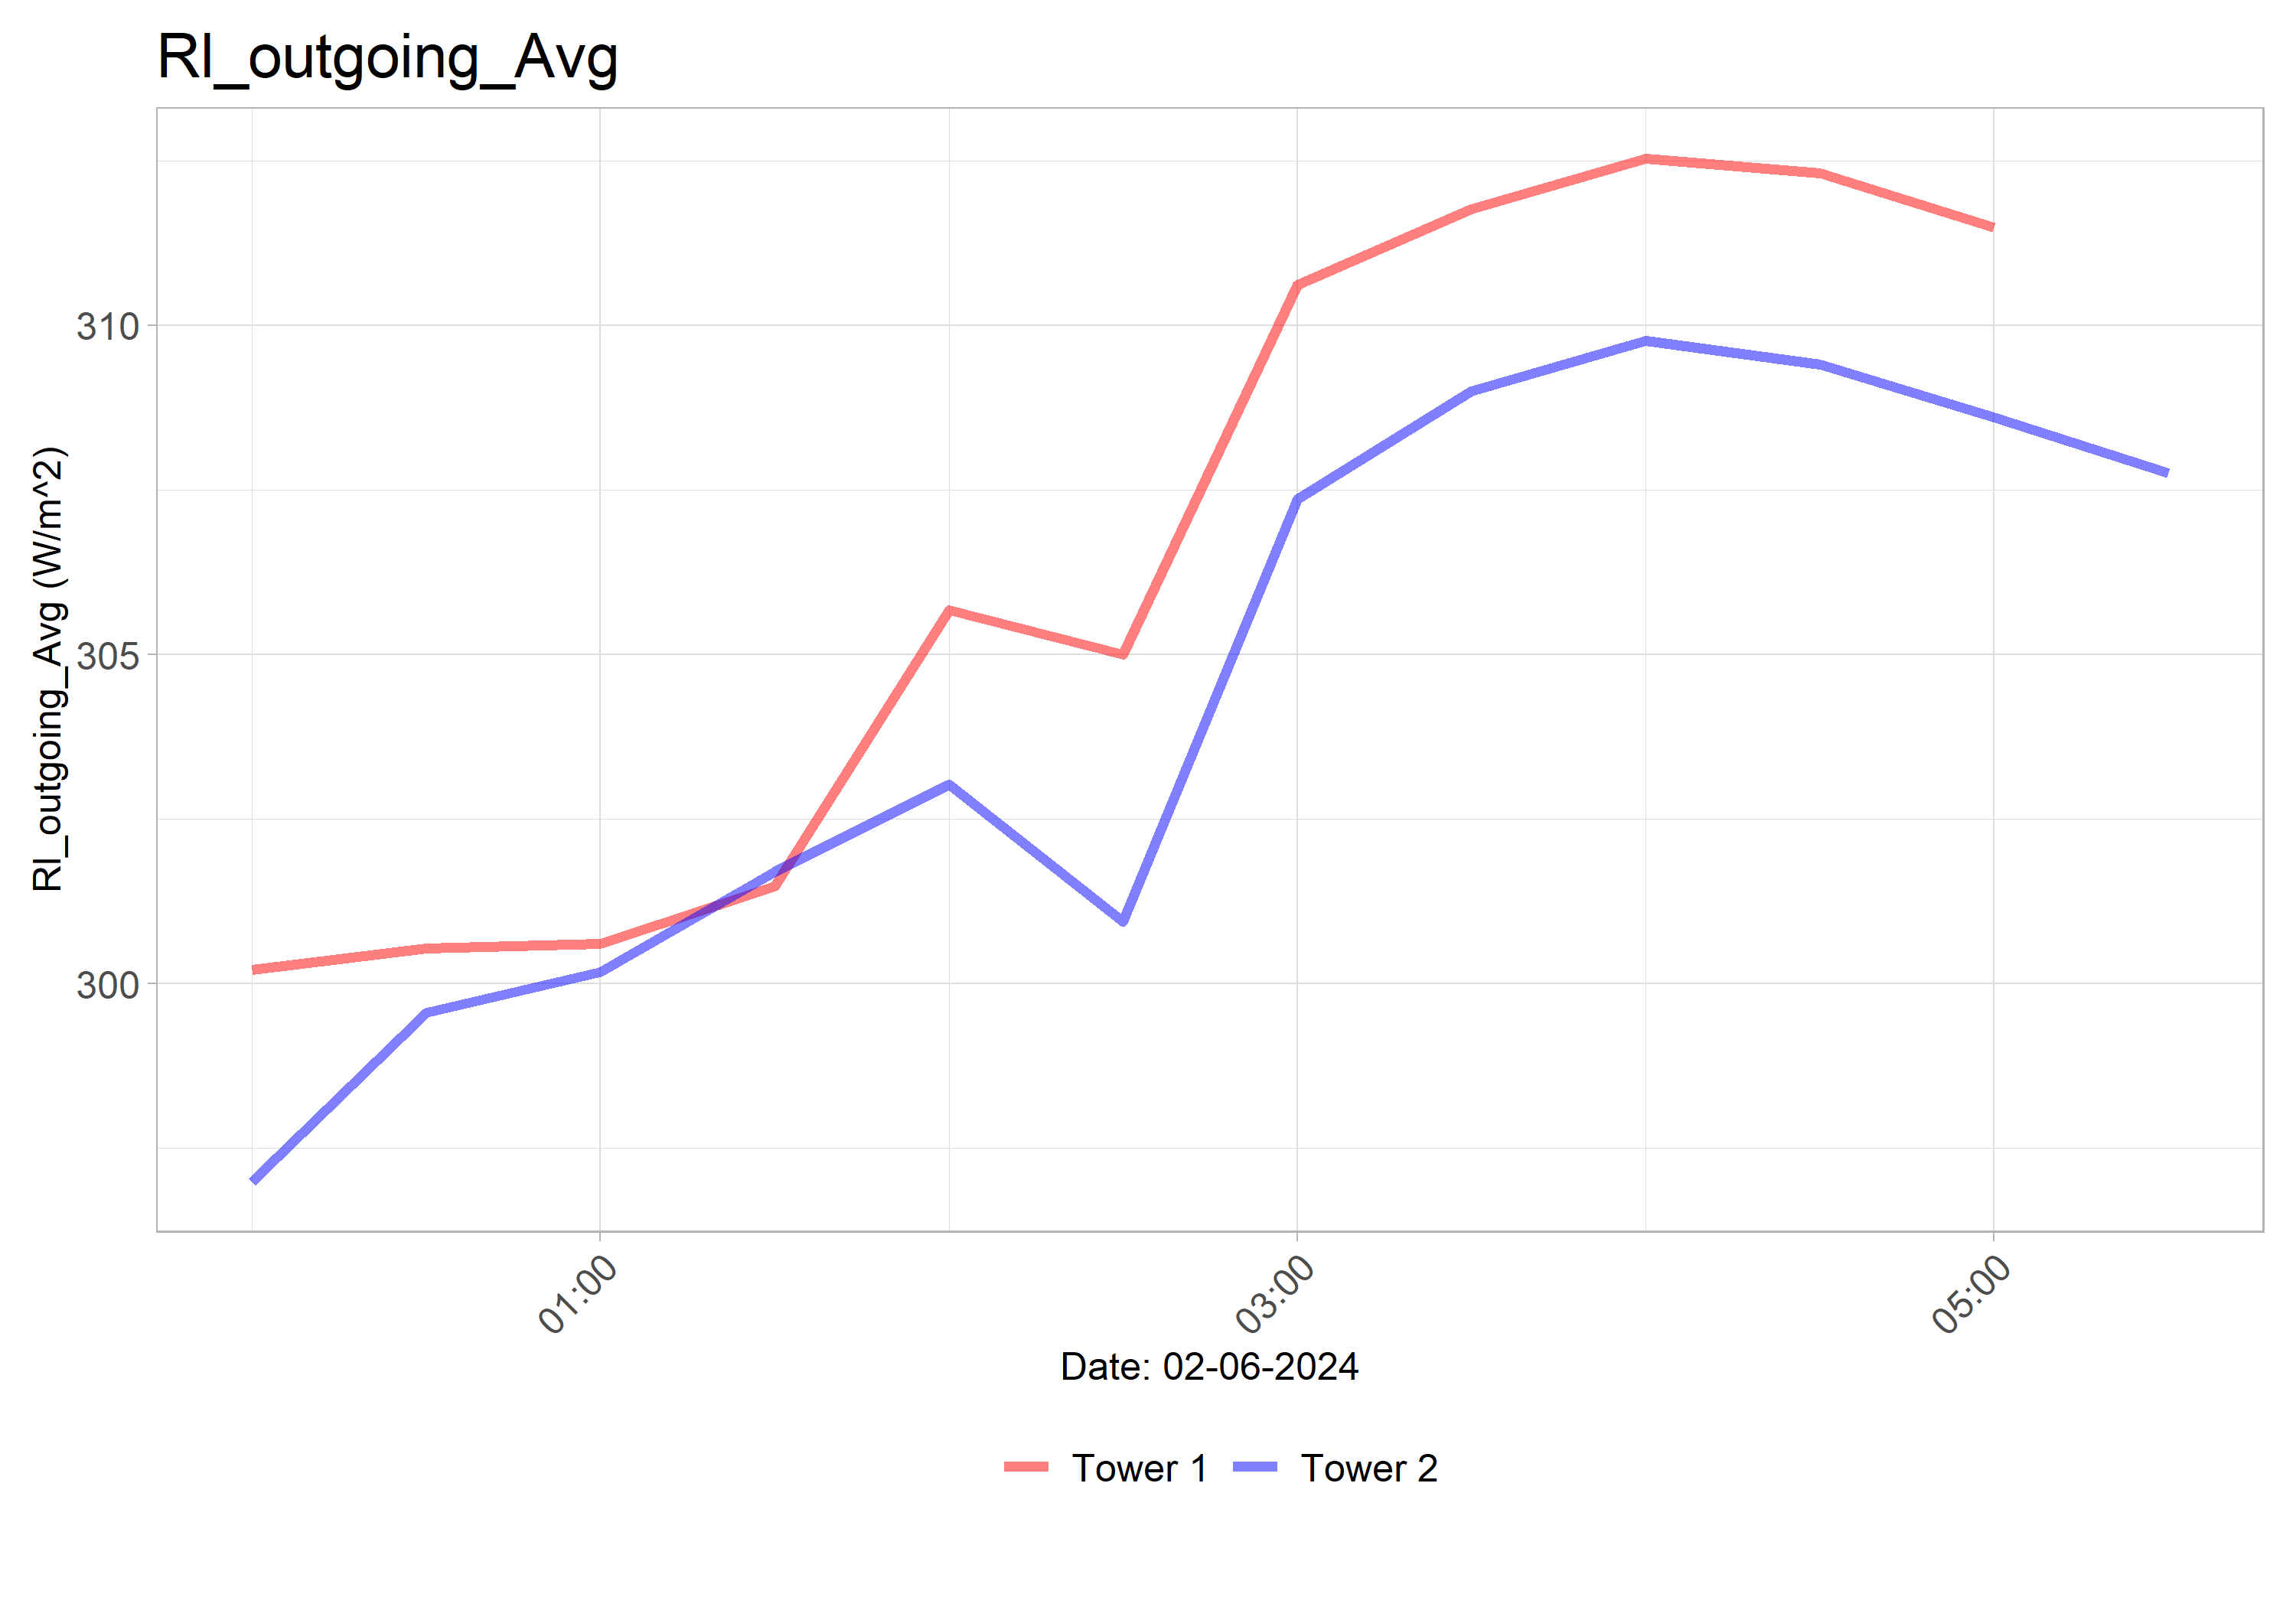 Rl_outgoing_Avg
Rl_outgoing_Avg (W/m^2)
310
305
300
01:00
03:00
05:00
Date: 02-06-2024
Tower 1
Tower 2